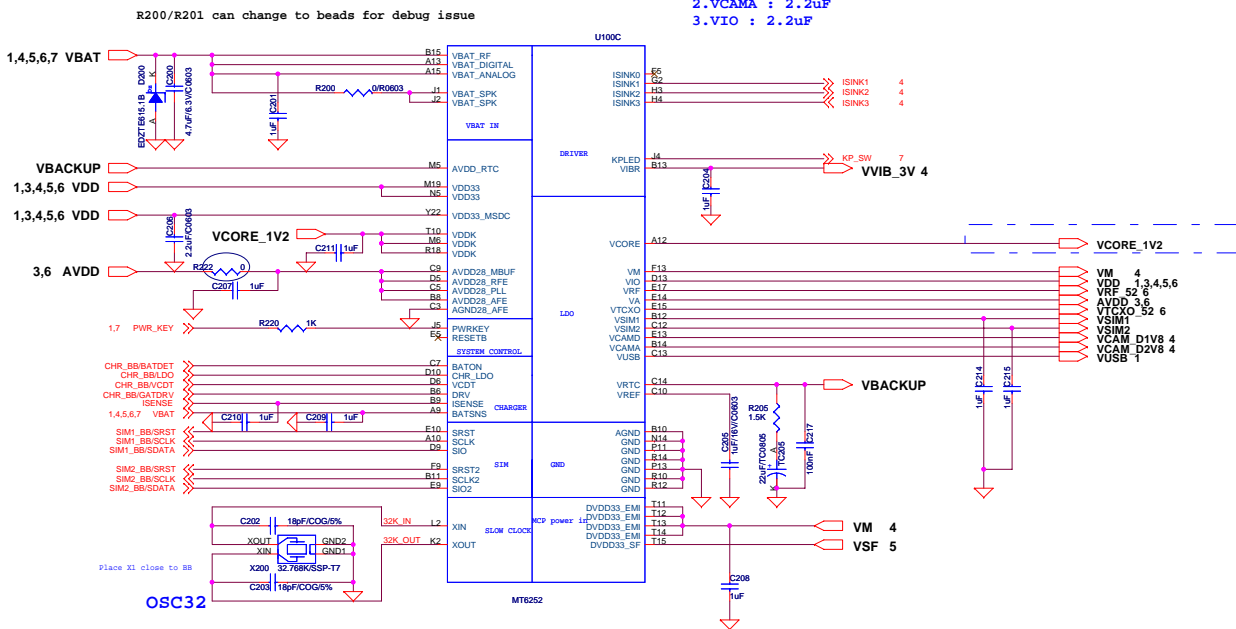 2.VCAMA : 2.2uF
3.VIO : 2.2uF
R200/R201 can change to beads for debug issue
U100C
1,4,5,6,7 VBAT
B15 VBAT_RF
A13 VBAT_DIGITAL
A15 VBAT_ANALOG
R200 0/R0603
J1 VBAT_SPK
J2 VBAT_SPK
VBAT IN
D200
EDZTE615.1B
K
A
C200
4.7uF/6.3V/C0603
C201
1uF
ISINK0 E6
ISINK1 G2 ISINK1 4
ISINK2 H3 ISINK2 4
ISINK3 H4 ISINK3 4
DRIVER
KPLED J4 KP_SW 7
VIBR B13 VVIB_3V 4
C204
1uF
VBACKUP M5 AVDD_RTC
1,3,4,5,6 VDD M19 VDD33
N5 VDD33
1,3,4,5,6 VDD Y22 VDD33_MSDC
C206
2.2uF/C0603
VCORE_1V2 T10 VDDK
M6 VDDK
R18 VDDK
C211 1uF
3,6 AVDD R222 0
C207 1uF
C9 AVDD28_MBUF
D5 AVDD28_RFE
C5 AVDD28_PLL
B8 AVDD28_AFE
C3 AGND28_AFE
1,7 PWR_KEY R220 1K J5 PWRKEY
E5 RESETB
SYSTEM CONTROL
VCORE A12 VCORE_1V2
VM F13 VM 4
VIO D13 VDD 1,3,4,5,6
VRF E17 VRF_52 6
VA E14 AVDD 3,6
VTCXO E15 VTCXO_52 6
VSIM1 B12 VSIM1
VSIM2 C12 VSIM2
VCAMD E13 VCAM_D1V8 4
VCAMA B14 VCAM_D2V8 4
VUSB C13 VUSB 1
LDO
C214
1uF
C215
1uF
CHR_BB/BATDET C7 BATON
CHR_BB/LDO D10 CHR_LDO
CHR_BB/VCDT D6 VCDT
CHR_BB/GATDRV B6 DRV
ISENSE B9 ISENSE
1,4,5,6,7 VBAT A9 BATSNS
CHARGER
C210 1uF
C209 1uF
VRTC C14 VBACKUP
VREF C10
R205
1.5K
C205
1uF/16V/C0603
A
K
TC205
22uF/TC0805
C217
100nF
SIM1_BB/SRST E10 SRST
SIM1_BB/SCLK A10 SCLK
SIM1_BB/SDATA D9 SIO
SIM
SIM2_BB/SRST F9 SRST2
SIM2_BB/SCLK B11 SCLK2
SIM2_BB/SDATA E9 SIO2
GND
AGND B10
GND N14
GND P11
GND R14
GND P13
GND R10
GND R12
MCP power in
DVDD33_EMI T11
DVDD33_EMI T12
DVDD33_EMI T13 VM 4
DVDD33_EMI T14
DVDD33_SF T15 VSF 5
C208
1uF
32K_IN L2 XIN
SLOW CLOCK
32K_OUT K2 XOUT
C202 18pF/COG/5%
XOUT GND2
XIN GND1
X200 32.768K/SSP-T7
C203 18pF/COG/5%
Place X1 close to BB
OSC32
MT6252